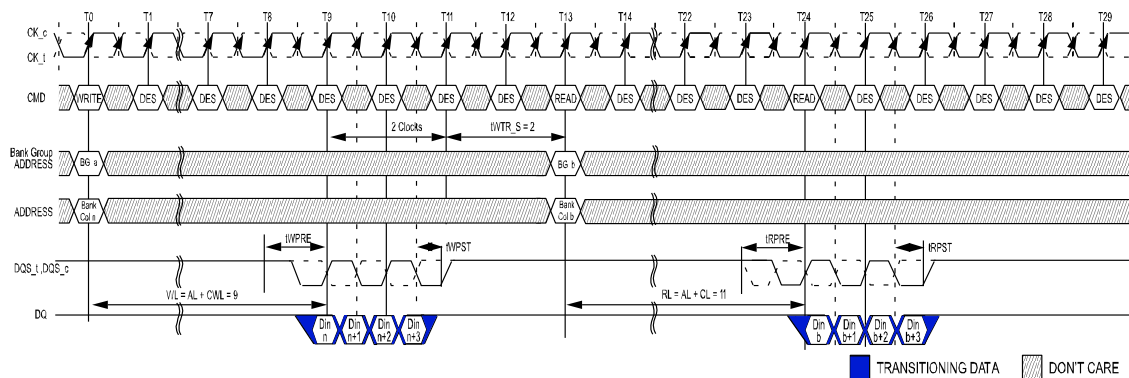 T0 T1 T7 T8 T9 T10 T11 T12 T13 T14 T22 T23 T24 T25 T26 T27 T28 T29
CK_c
CK_t
CMD WRITE DES DES DES DES DES DES DES READ DES DES DES READ DES DES DES DES DES
2 Clocks tWTR_S = 2
Bank Group
ADDRESS BG a BG b
ADDRESS Bank Col n Bank Col b
tWPRE tWPST tRPRE tRPST
DQS_t ,DQS_c
WL = AL + CWL = 9 RL = AL + CL = 11
DQ Din n Din n+1 Din n+2 Din n+3 Din b Din b+1 Din b+2 Din b+3
TRANSITIONING DATA DON'T CARE